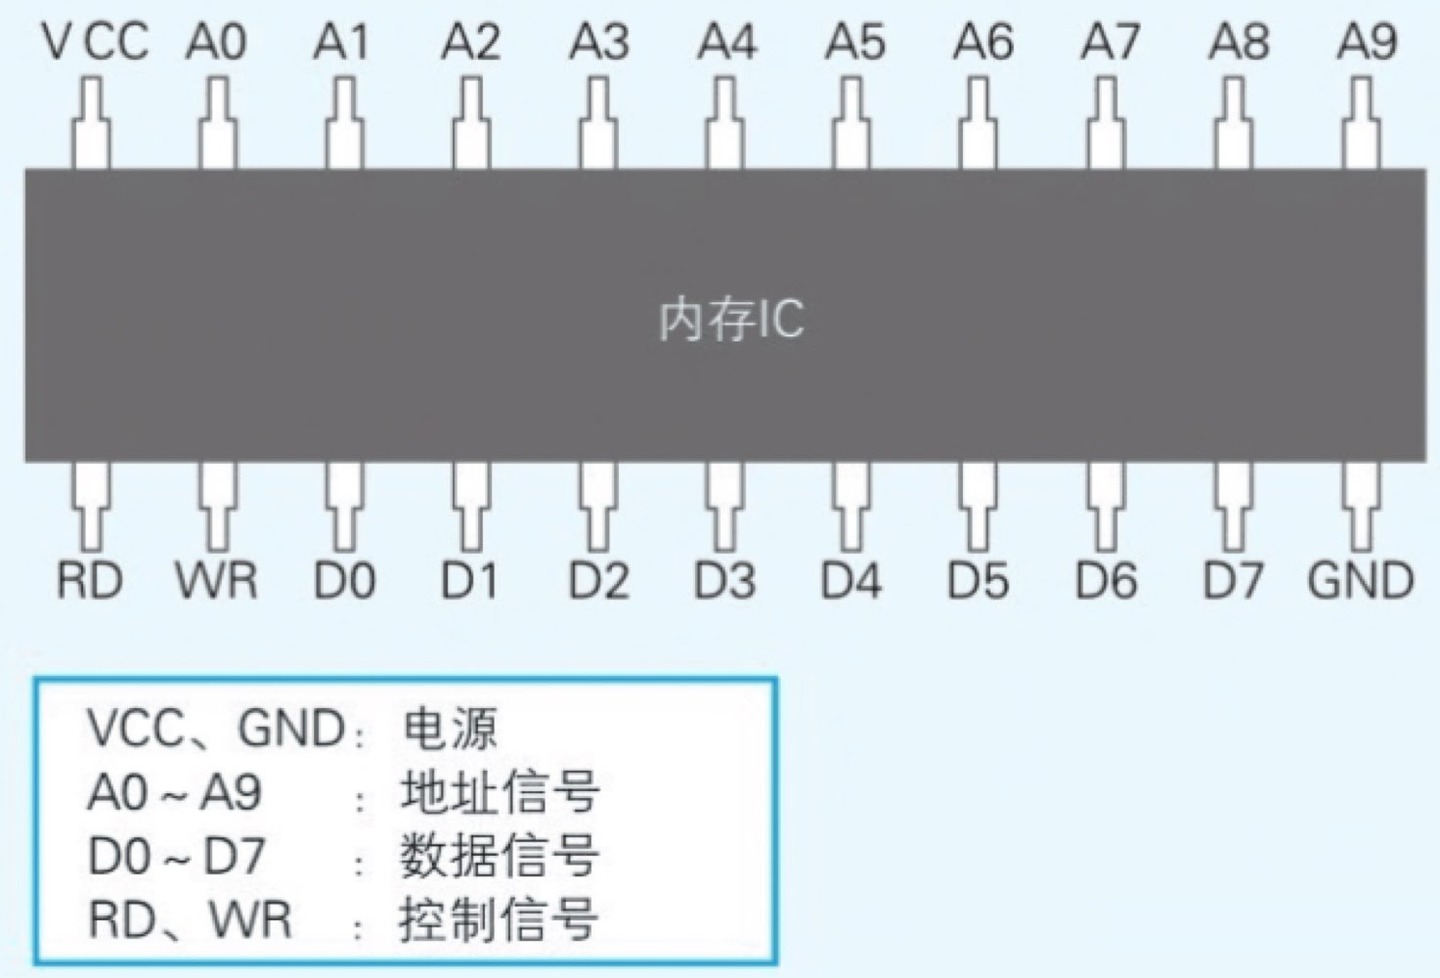 VCC A0 A1 A2 A3 A4 A5 A6 A7 A8 A9
内存IC
RD WR D0 D1 D2 D3 D4 D5 D6 D7 GND
VCC、GND：电源
A0～A9：地址信号
D0～D7：数据信号
RD、WR：控制信号